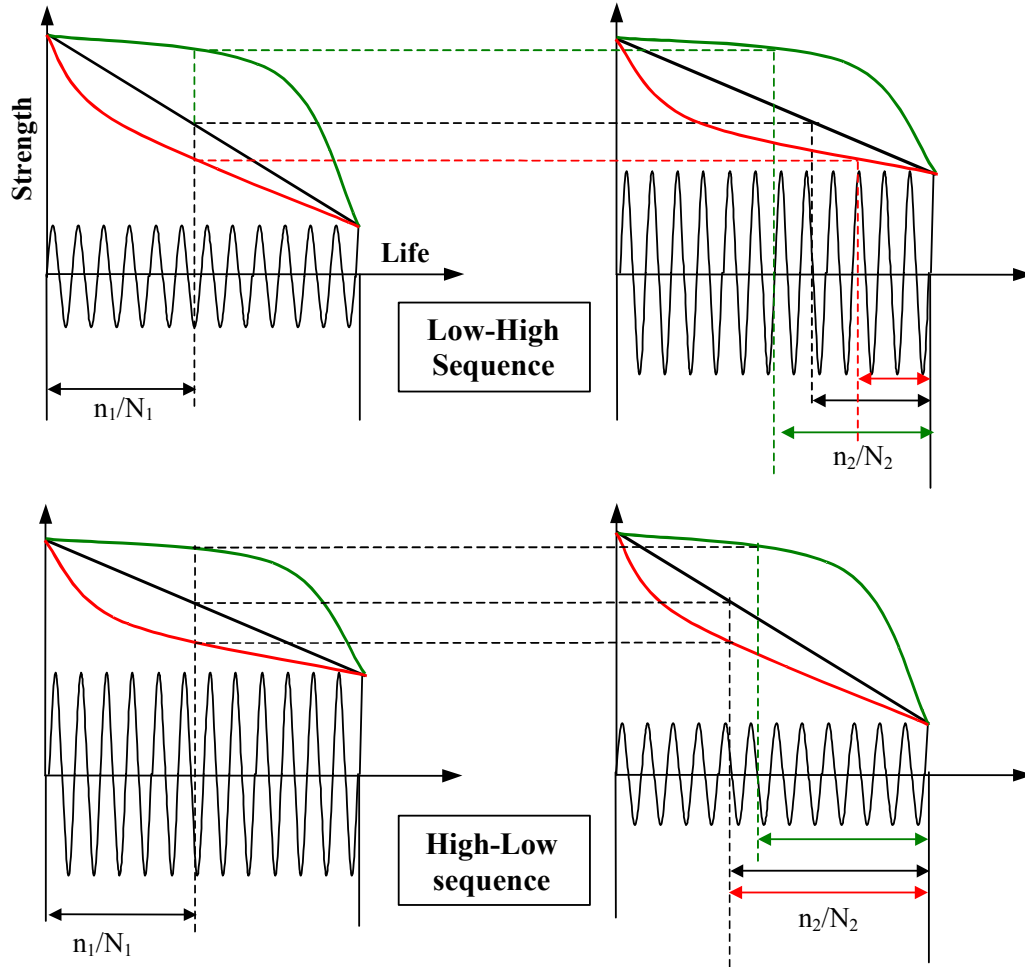 Strength
Life
Low-High
Sequence
n₁/N₁
n₂/N₂
High-Low
sequence
n₁/N₁
n₂/N₂